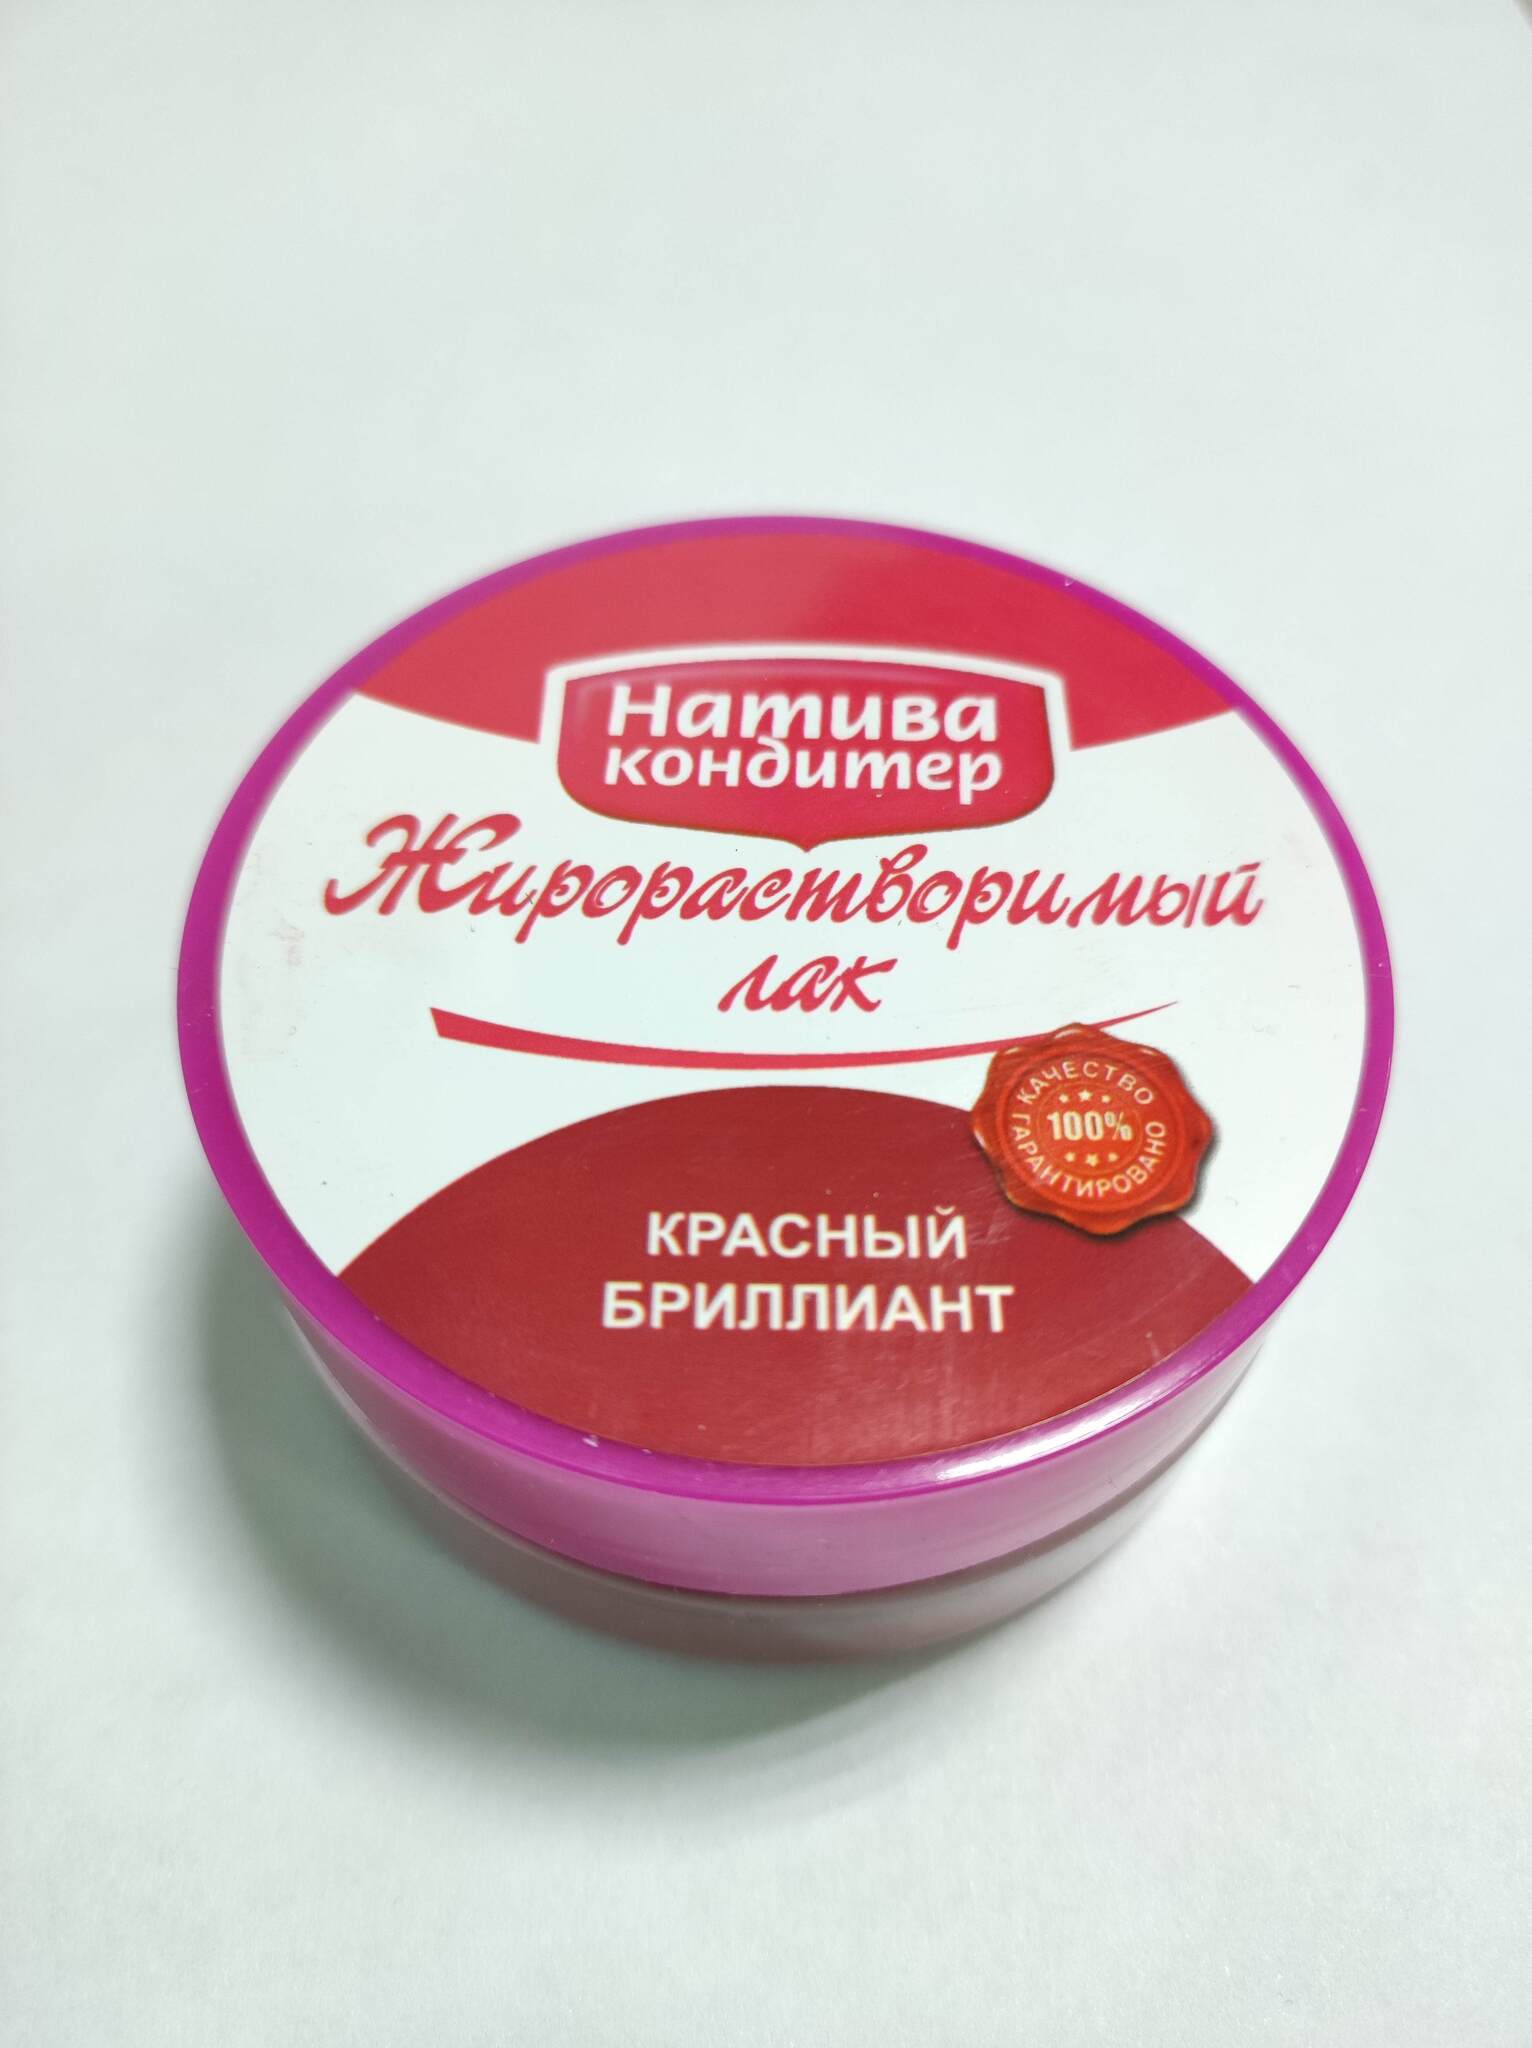 Натива
кондитер
Жирорастворимый
лак
КАЧЕСТВО
100%
ГАРАНТИРОВАНО
КРАСНЫЙ
БРИЛЛИАНТ